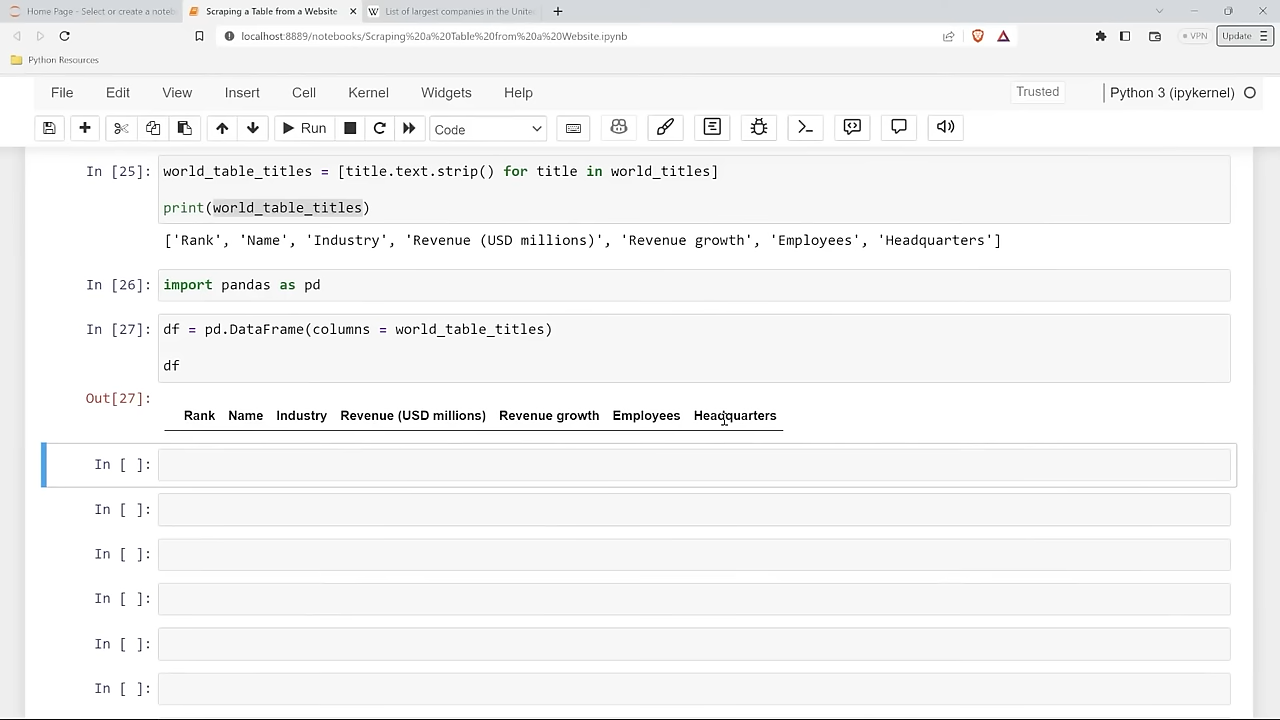 Home Page - Select or create a noteb
Scraping a Table from a Website
List of largest companies in the Unite
localhost:8889/notebooks/Scraping%20a%20Table%20from%20a%20Website.ipynb
VPN
Update
Python Resources
File Edit View Insert Cell Kernel Widgets Help
Trusted
Python 3 (ipykernel)
Run
Code
In [25]: world_table_titles = [title.text.strip() for title in world_titles]
print(world_table_titles)
['Rank', 'Name', 'Industry', 'Revenue (USD millions)', 'Revenue growth', 'Employees', 'Headquarters']
In [26]: import pandas as pd
In [27]: df = pd.DataFrame(columns = world_table_titles)
df
Out[27]:
Rank Name Industry Revenue (USD millions) Revenue growth Employees Headquarters
In [ ]:
In [ ]:
In [ ]:
In [ ]:
In [ ]:
In [ ]: